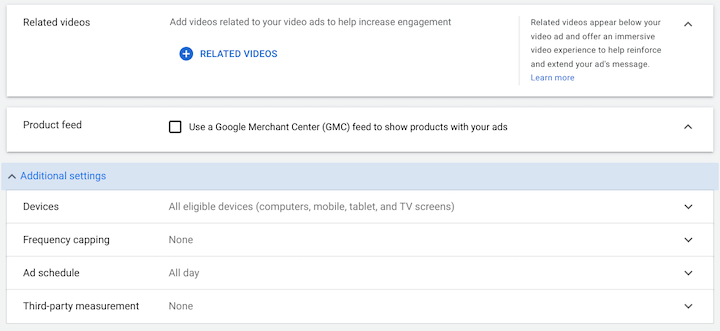 Related videos
Add videos related to your video ads to help increase engagement
RELATED VIDEOS
Related videos appear below your
video ad and offer an immersive
video experience to help reinforce
and extend your ad's message.
Learn more
Product feed
Use a Google Merchant Center (GMC) feed to show products with your ads
Additional settings
Devices All eligible devices (computers, mobile, tablet, and TV screens)
Frequency capping None
Ad schedule All day
Third-party measurement None